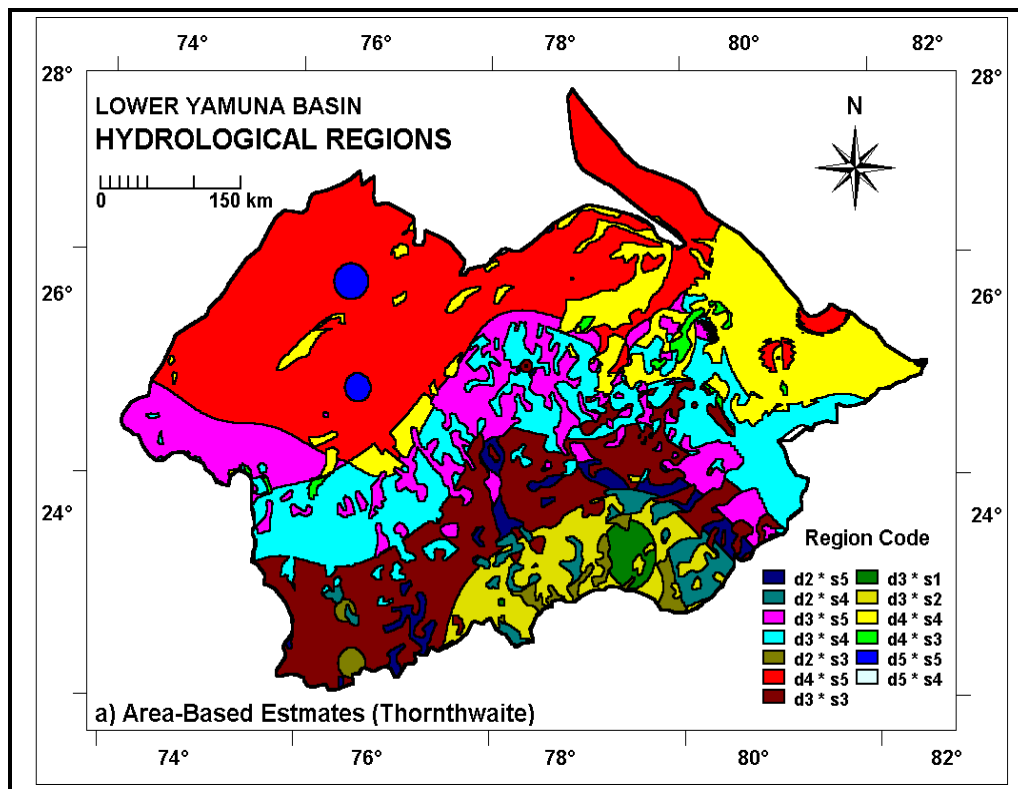 74° 76° 78° 80° 82°
28° 28°
LOWER YAMUNA BASIN
HYDROLOGICAL REGIONS
N
0 150 km
26° 26°
24° 24°
Region Code
d2 * s5 d3 * s1
d2 * s4 d3 * s2
d3 * s5 d4 * s4
d3 * s4 d4 * s3
d2 * s3 d5 * s5
d4 * s5 d5 * s4
d3 * s3
a) Area-Based Estmates (Thornthwaite)
74° 76° 78° 80° 82°